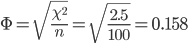 Φ = √(χ²/n) = √(2.5/100) = 0.158